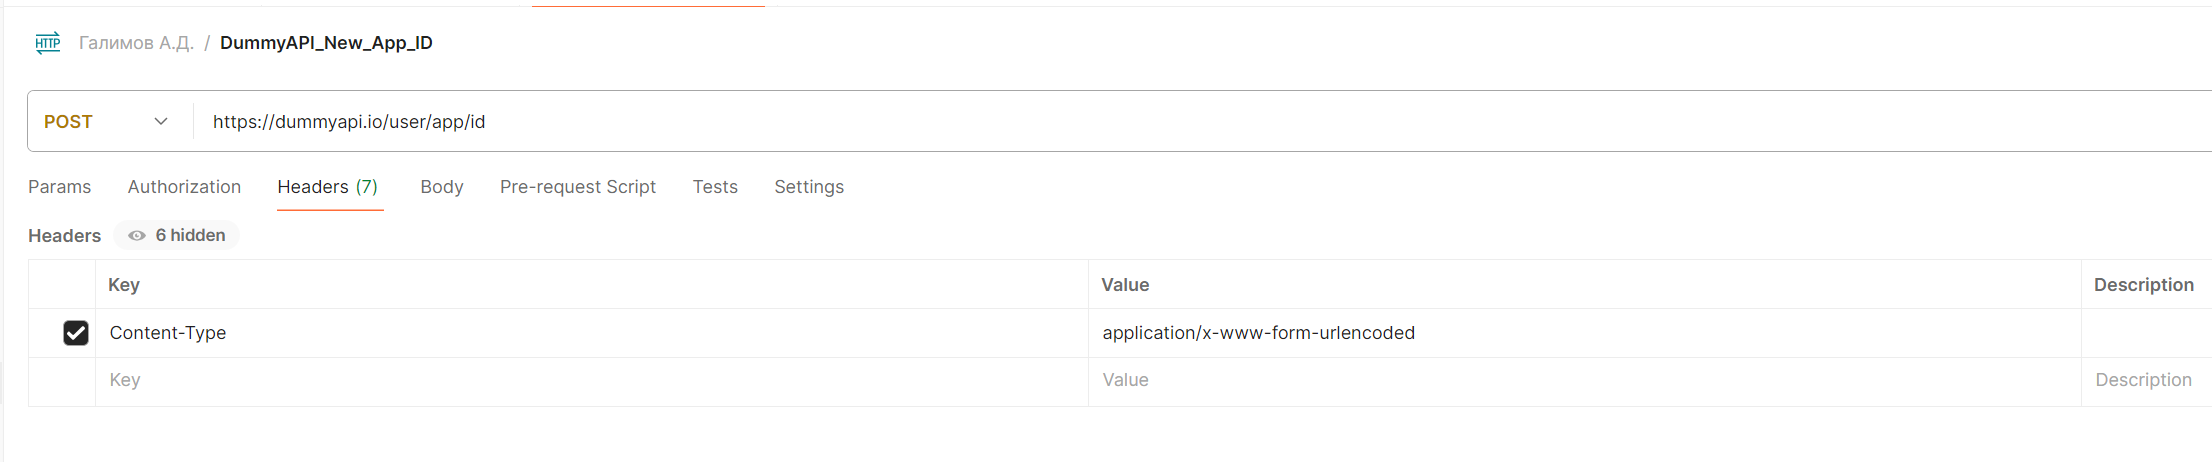 HTTP Галимов А.Д. / DummyAPI_New_App_ID
POST https://dummyapi.io/user/app/id
Params Authorization Headers (7) Body Pre-request Script Tests Settings
Headers 6 hidden
Key Value Description
Content-Type application/x-www-form-urlencoded
Key Value Description